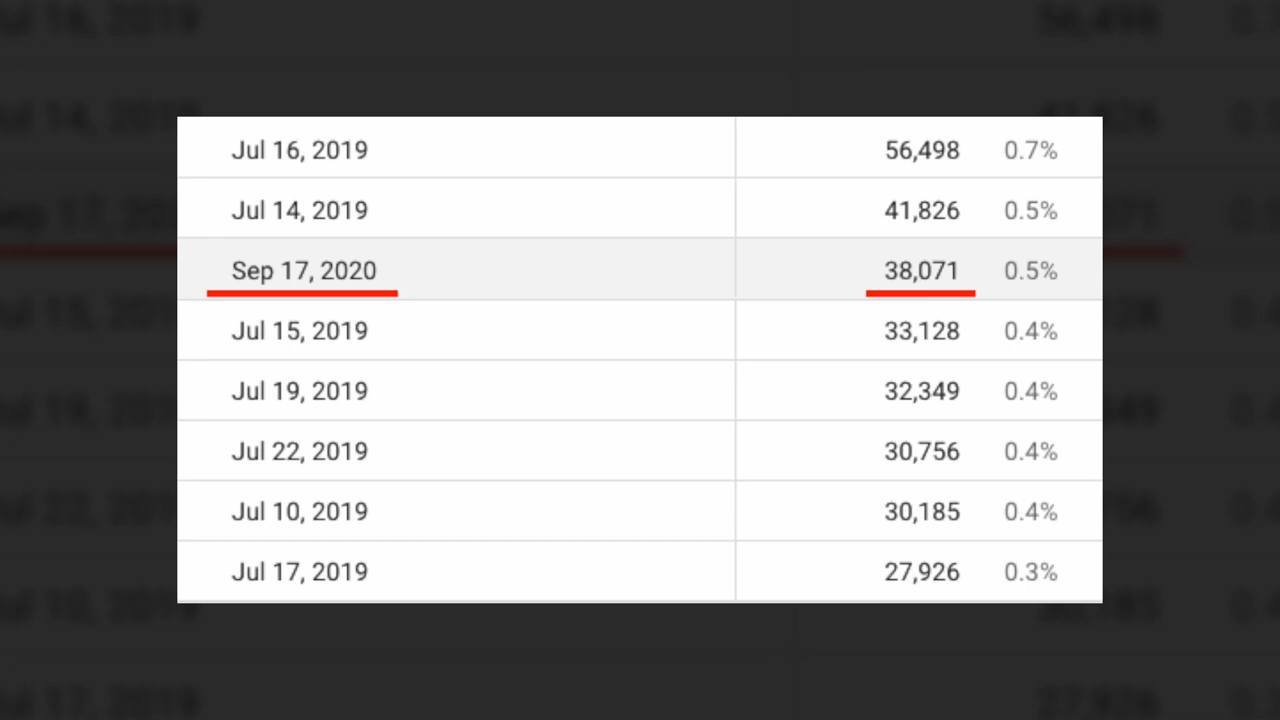 Jul 16, 2019 56,498 0.7%
Jul 14, 2019 41,826 0.5%
Sep 17, 2020 38,071 0.5%
Jul 15, 2019 33,128 0.4%
Jul 19, 2019 32,349 0.4%
Jul 22, 2019 30,756 0.4%
Jul 10, 2019 30,185 0.4%
Jul 17, 2019 27,926 0.3%